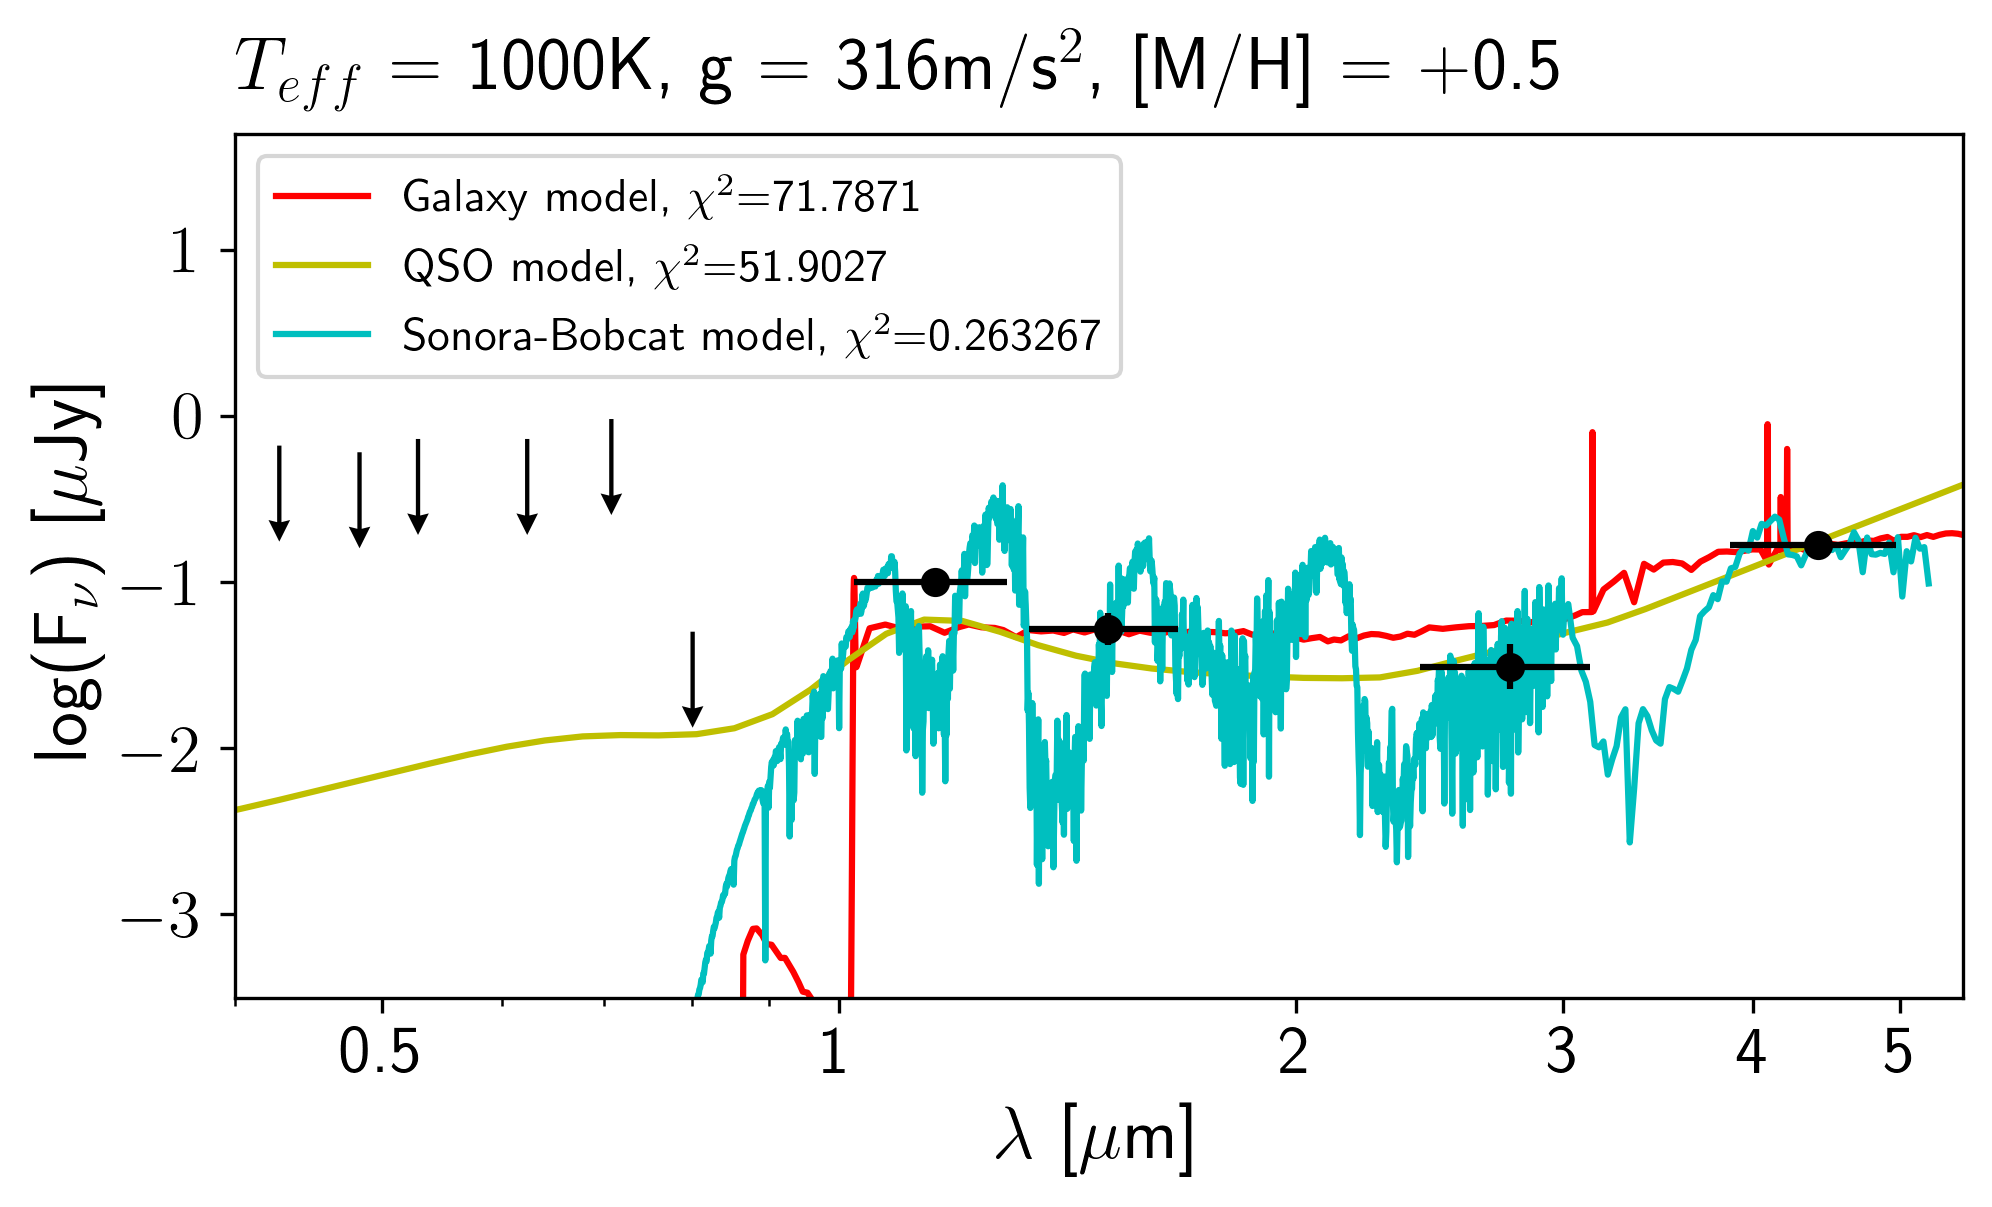 T_eff = 1000K, g = 316m/s², [M/H] = +0.5
Galaxy model, χ²=71.7871
QSO model, χ²=51.9027
Sonora-Bobcat model, χ²=0.263267
log(F_ν) [μJy]
1
0
−1
−2
−3
0.5 1 2 3 4 5
λ [μm]